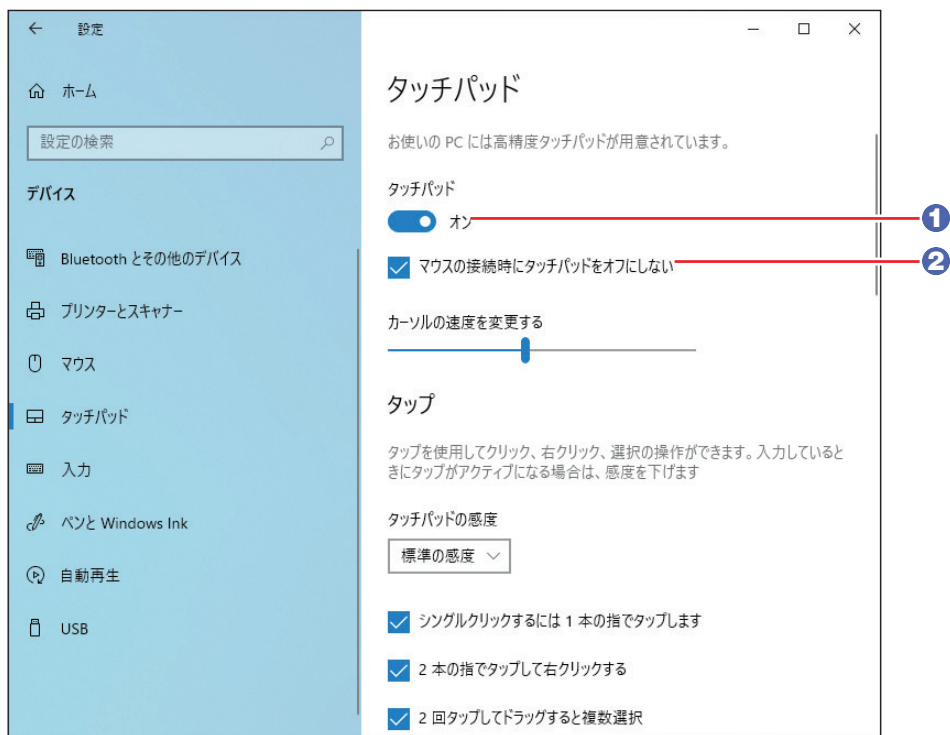 設定
ホーム
設定の検索
デバイス
Bluetooth とその他のデバイス
プリンターとスキャナー
マウス
タッチパッド
入力
ペンと Windows Ink
自動再生
USB
タッチパッド
お使いの PC には高精度タッチパッドが用意されています。
タッチパッド
オン
1
マウスの接続時にタッチパッドをオフにしない
2
カーソルの速度を変更する
タップ
タップを使用してクリック、右クリック、選択の操作ができます。入力していると
きにタップがアクティブになる場合は、感度を下げます
タッチパッドの感度
標準の感度
シングルクリックするには 1 本の指でタップします
2 本の指でタップして右クリックする
2 回タップしてドラッグすると複数選択